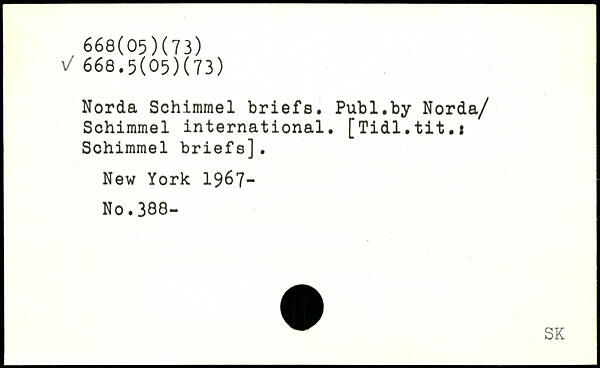 668(05)(73)
√ 668.5(05)(73)
Norda Schimmel briefs. Publ.by Norda/
Schimmel international. [Tidl.tit.:
Schimmel briefs].
New York 1967-
No.388-
SK